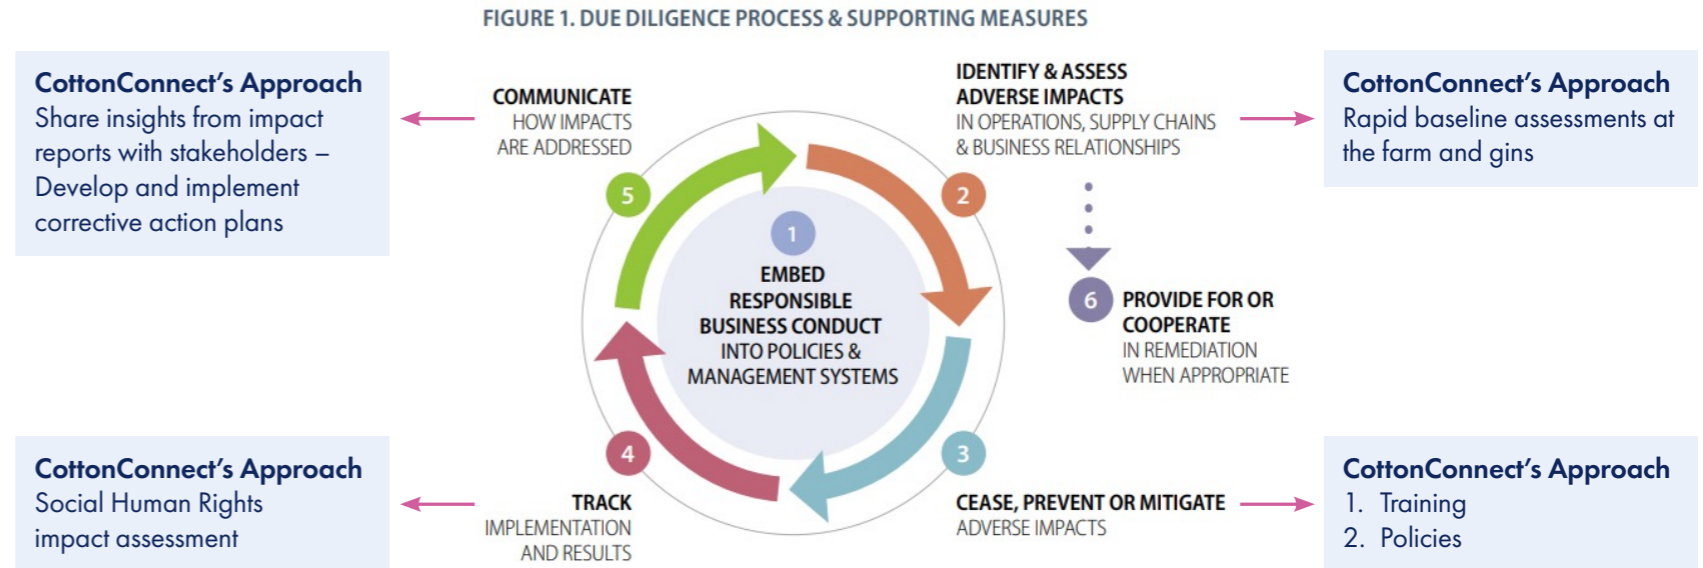 FIGURE 1. DUE DILIGENCE PROCESS & SUPPORTING MEASURES
CottonConnect's Approach
Share insights from impact
reports with stakeholders –
Develop and implement
corrective action plans
COMMUNICATE
HOW IMPACTS
ARE ADDRESSED
5
IDENTIFY & ASSESS
ADVERSE IMPACTS
IN OPERATIONS, SUPPLY CHAINS
& BUSINESS RELATIONSHIPS
2
CottonConnect's Approach
Rapid baseline assessments at
the farm and gins
1
EMBED
RESPONSIBLE
BUSINESS CONDUCT
INTO POLICIES &
MANAGEMENT SYSTEMS
6
PROVIDE FOR OR
COOPERATE
IN REMEDIATION
WHEN APPROPRIATE
CottonConnect's Approach
Social Human Rights
impact assessment
4
TRACK
IMPLEMENTATION
AND RESULTS
3
CEASE, PREVENT OR MITIGATE
ADVERSE IMPACTS
CottonConnect's Approach
1. Training
2. Policies